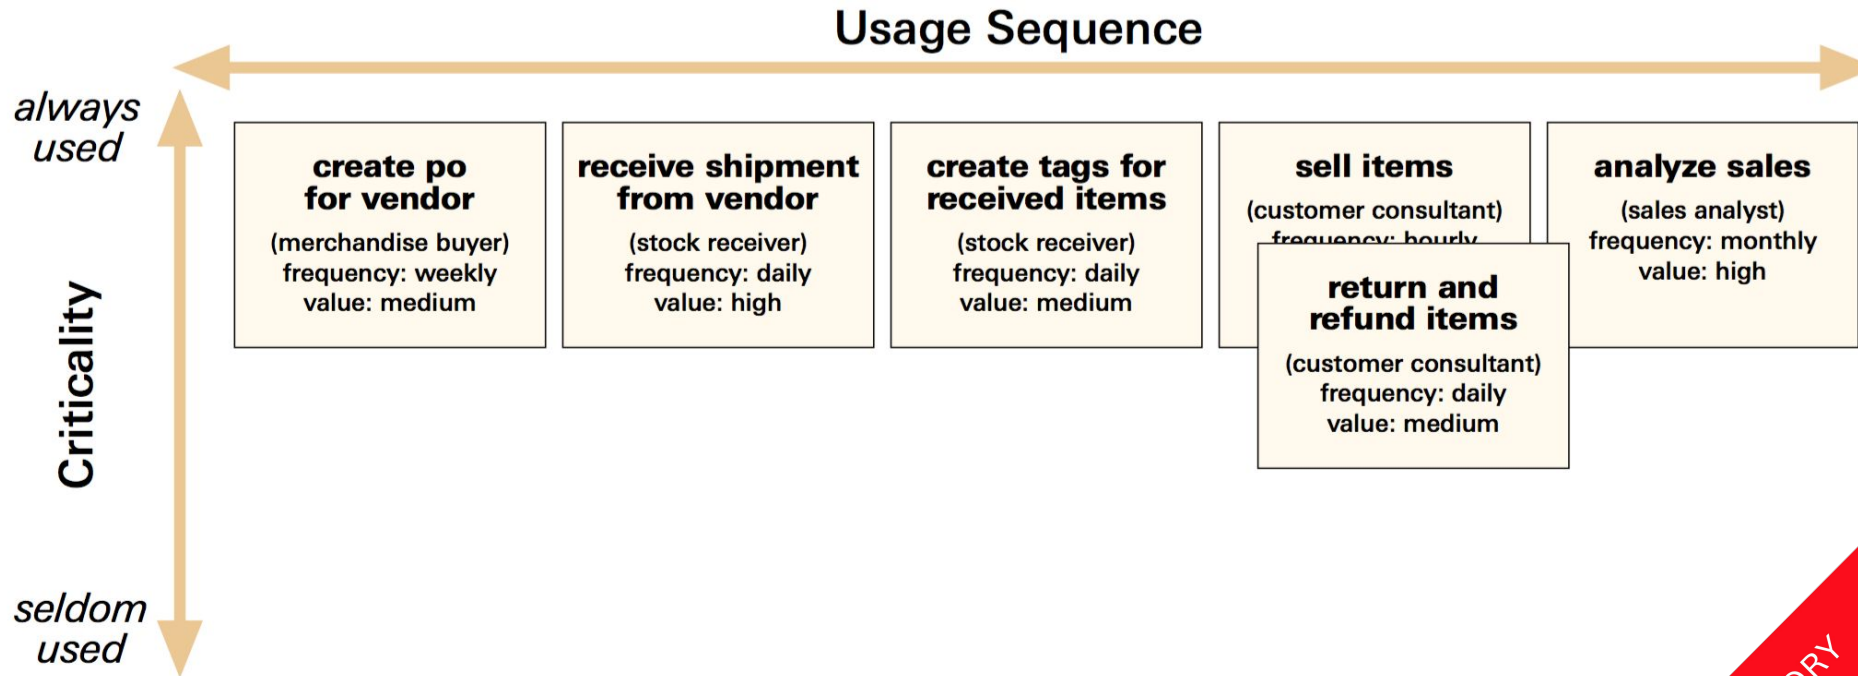 Usage Sequence
always
used
create po
for vendor
(merchandise buyer)
frequency: weekly
value: medium
receive shipment
from vendor
(stock receiver)
frequency: daily
value: high
create tags for
received items
(stock receiver)
frequency: daily
value: medium
sell items
(customer consultant)
frequency: hourly
return and
refund items
(customer consultant)
frequency: daily
value: medium
analyze sales
(sales analyst)
frequency: monthly
value: high
Criticality
seldom
used
ORY